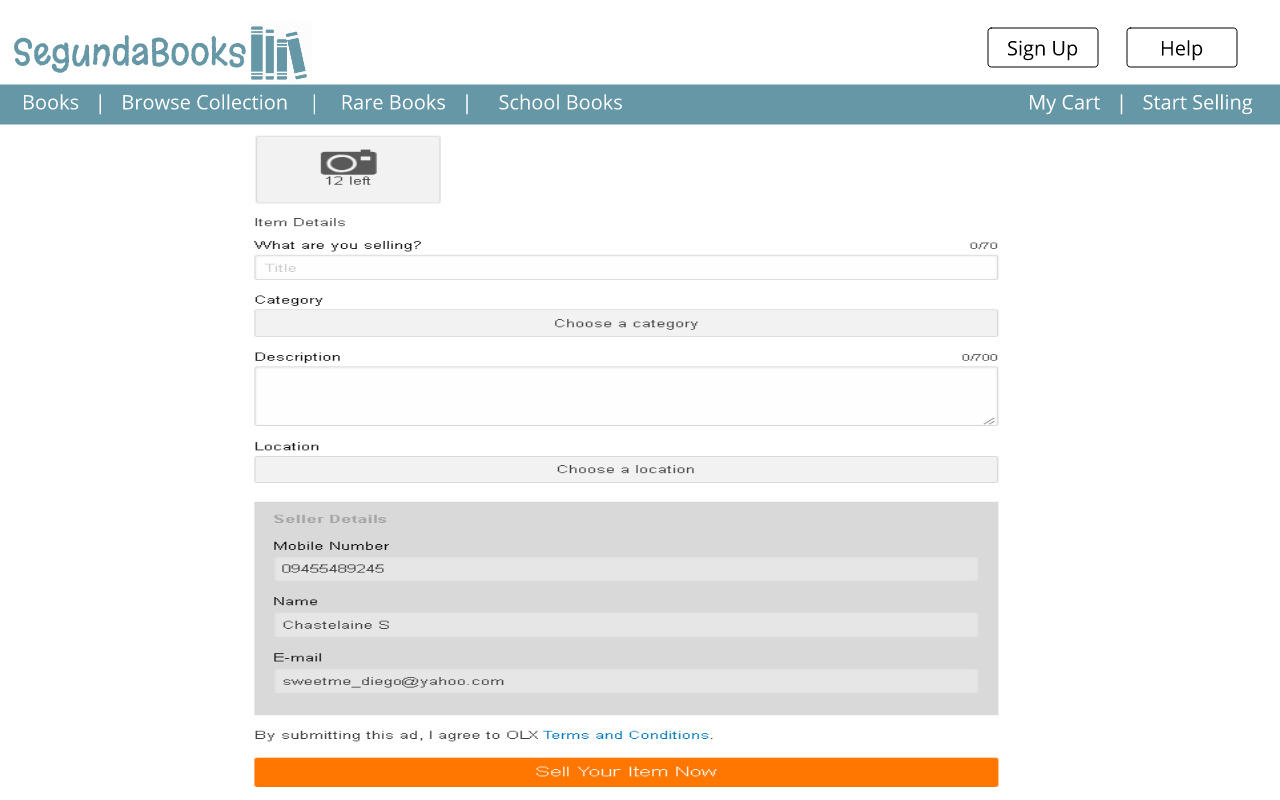 SegundaBooks
Sign Up
Help
Books | Browse Collection | Rare Books | School Books
My Cart | Start Selling
12 left
Item Details
What are you selling? 0/70
Title
Category
Choose a category
Description 0/700
Location
Choose a location
Seller Details
Mobile Number
09455489245
Name
Chastelaine S
E-mail
sweetme_diego@yahoo.com
By submitting this ad, I agree to OLX Terms and Conditions.
Sell Your Item Now